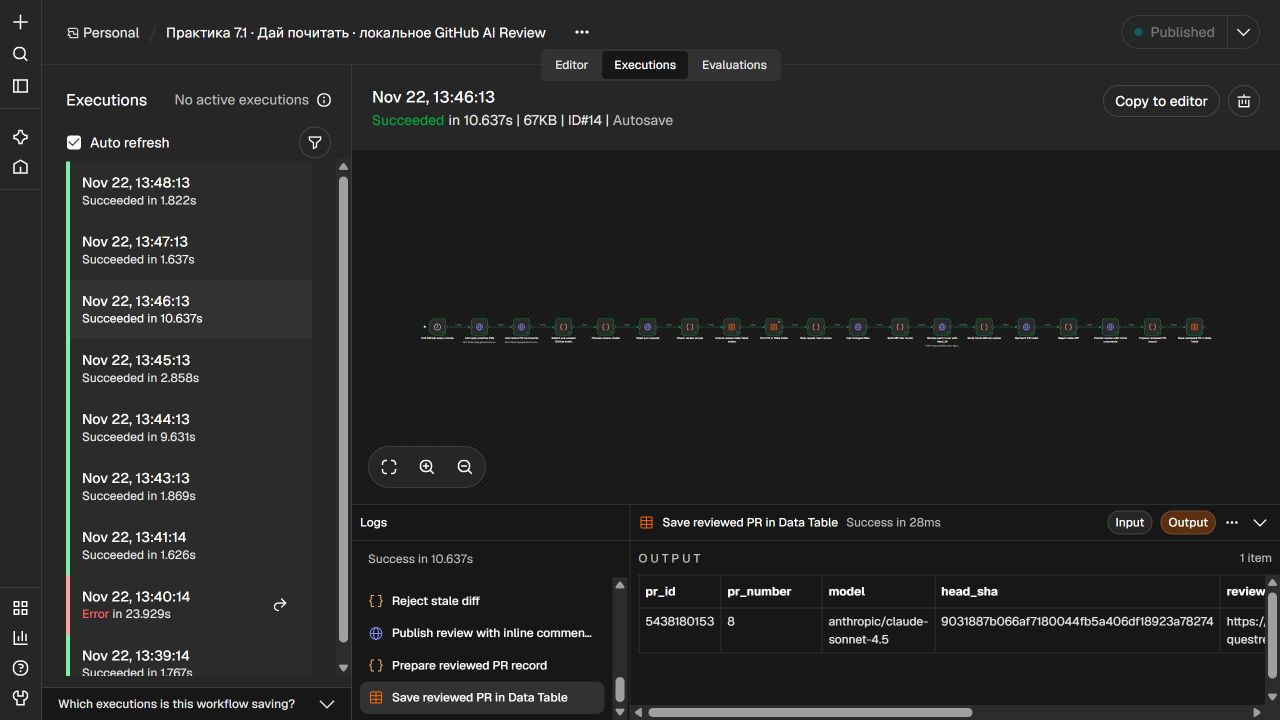 Personal / Практика 7.1 · Дай почитать · локальное GitHub AI Review
Published
Editor
Executions
Evaluations
Executions
No active executions
Auto refresh
Nov 22, 13:48:13
Succeeded in 1.822s
Nov 22, 13:47:13
Succeeded in 1.637s
Nov 22, 13:46:13
Succeeded in 10.637s
Nov 22, 13:45:13
Succeeded in 2.858s
Nov 22, 13:44:13
Succeeded in 9.631s
Nov 22, 13:43:13
Succeeded in 1.869s
Nov 22, 13:41:14
Succeeded in 1.626s
Nov 22, 13:40:14
Error in 23.929s
Nov 22, 13:39:14
Succeeded in 1.767s
Which executions is this workflow saving?
Nov 22, 13:46:13
Succeeded in 10.637s | 67KB | ID#14 | Autosave
Copy to editor
Logs
Success in 10.637s
Reject stale diff
Publish review with inline commen...
Prepare reviewed PR record
Save reviewed PR in Data Table
Save reviewed PR in Data Table Success in 28ms
Input
Output
OUTPUT
1 item
pr_id pr_number model head_sha review
5438180153 8 anthropic/claude-sonnet-4.5 9031887b066af7180044fb5a406df18923a78274 https:/
questre